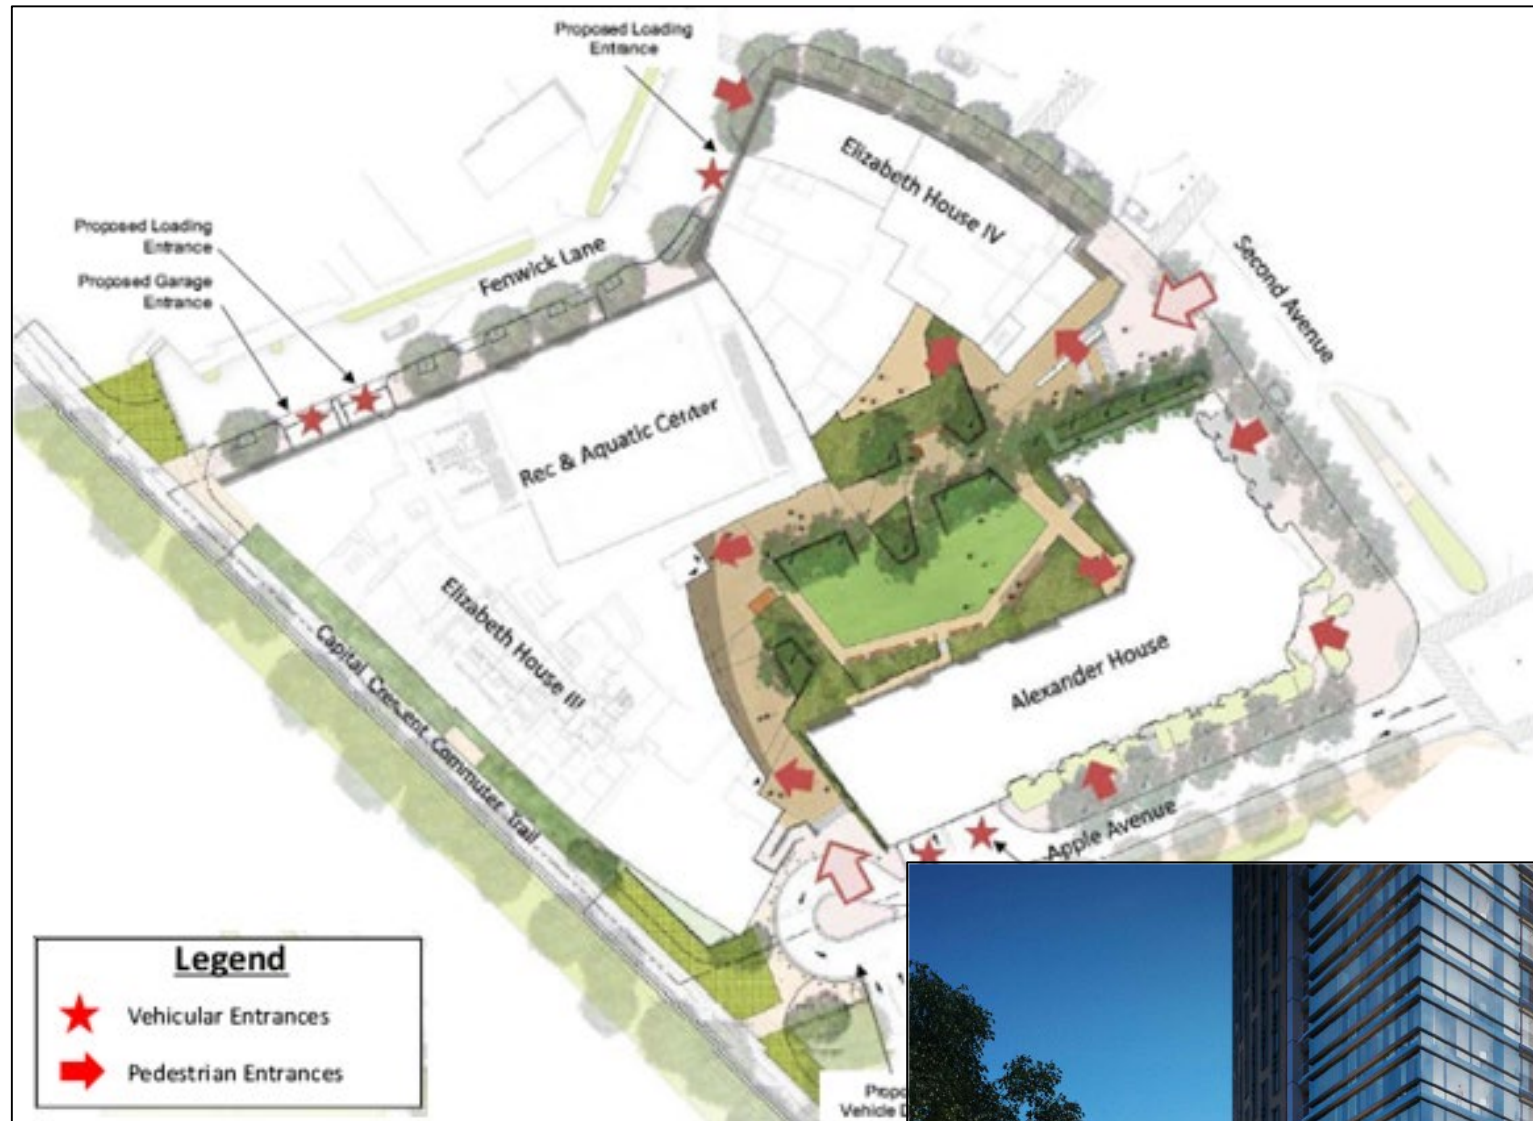 Proposed Loading
Entrance
Proposed Loading
Entrance
Proposed Garage
Entrance
Fenwick Lane
Elizabeth House IV
Second Avenue
Rec & Aquatic Center
Elizabeth House III
Capital Crescent Commuter Trail
Alexander House
Apple Avenue
Legend
Vehicular Entrances
Pedestrian Entrances
Vehicle